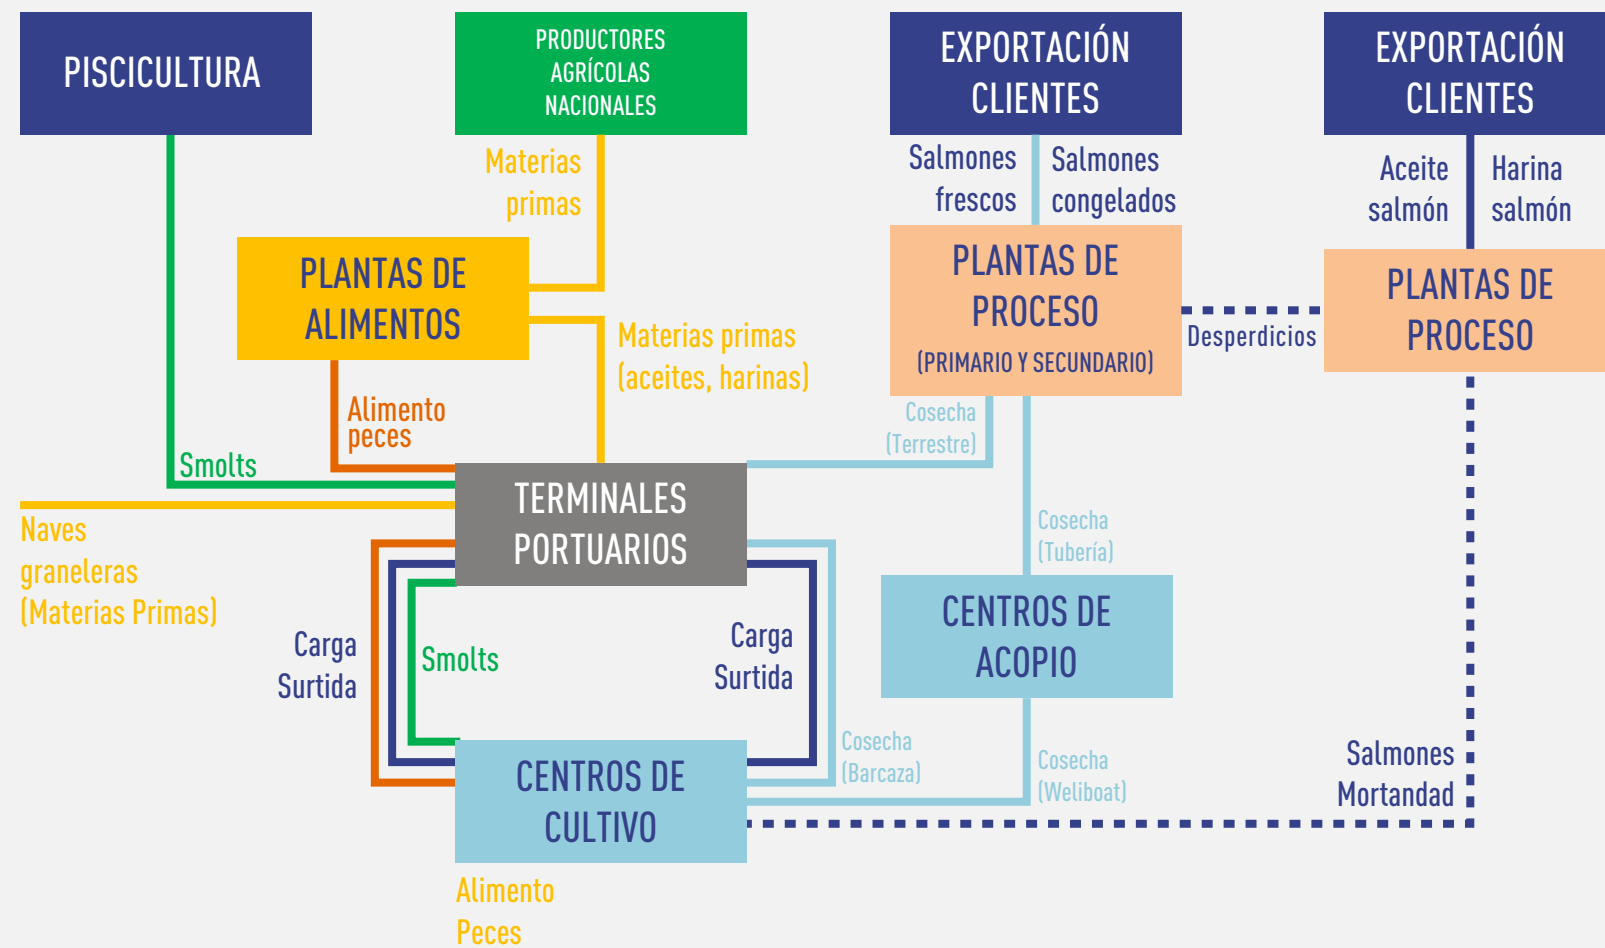 PISCICULTURA
PRODUCTORES
AGRÍCOLAS
NACIONALES
EXPORTACIÓN
CLIENTES
EXPORTACIÓN
CLIENTES
Materias
primas
Salmones
frescos
Salmones
congelados
Aceite
salmón
Harina
salmón
PLANTAS DE
ALIMENTOS
PLANTAS DE
PROCESO
(PRIMARIO Y SECUNDARIO)
Desperdicios
PLANTAS DE
PROCESO
Materias primas
(aceites, harinas)
Alimento
peces
Cosecha
(Terrestre)
Smolts
TERMINALES
PORTUARIOS
Naves
graneleras
(Materias Primas)
Cosecha
(Tubería)
Carga
Surtida
Smolts
Carga
Surtida
CENTROS DE
ACOPIO
Cosecha
(Barcaza)
Cosecha
(Weliboat)
Salmones
Mortandad
CENTROS DE
CULTIVO
Alimento
Peces